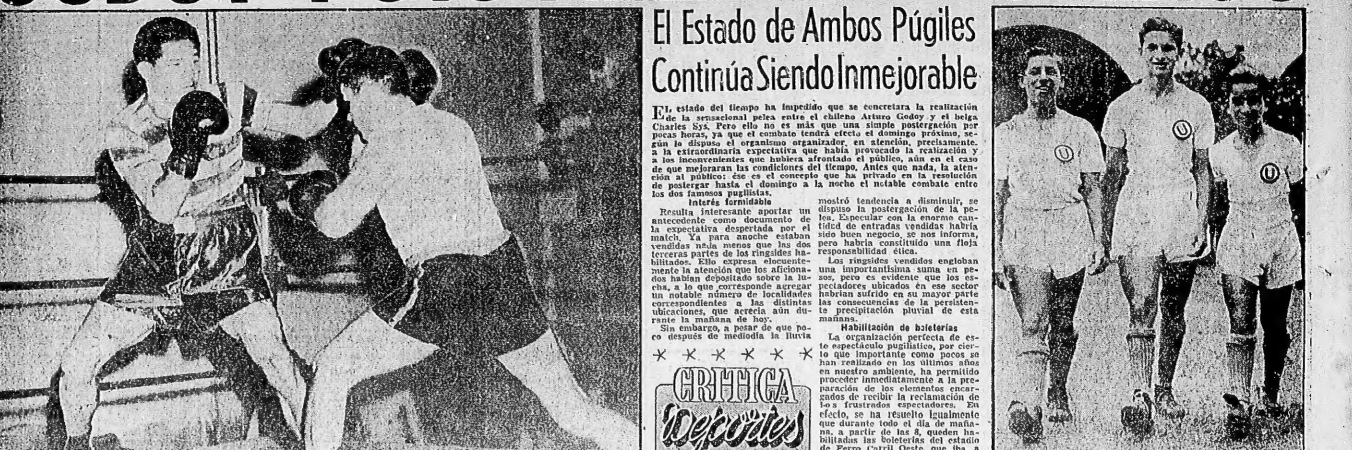 El Estado de Ambos Púgiles
Continúa Siendo Inmejorable
EL estado del tiempo ha impedido que se concretara la realización
de la sensacional pelea entre el chileno Arturo Godoy y el belga
Charles Sys. Pero ello no es más que una simple postergación por
pocas horas, ya que el combate tendrá efecto el domingo próximo, se-
gún lo dispuso el organismo organizador, en atención, precisamente,
a la extraordinaria expectativa que había provocado la realización y
a los inconvenientes que hubiera afrontado el público, aún en el caso
de que mejoraran las condiciones del tiempo. Antes que nada, la aten-
ción al público: ése es el concepto que ha privado en la resolución
de postergar hasta el domingo a la noche el notable combate entre
los dos famosos pugilistas.
Interés formidable
Resulta interesante aportar un
antecedente como documento de
la expectativa despertada por el
match. Ya para anoche estaban
vendidas nada menos que las dos
terceras partes de los ringsides ha-
bilitados. Ello expresa elocuente-
mente la atención que los aficiona-
dos habían depositado sobre la lu-
cha, a lo que corresponde agregar
un notable número de localidades
correspondientes a las distintas
ubicaciones, que acrecía aún du-
rante la mañana de hoy.
Sin embargo, a pesar de que po-
co después de mediodía la lluvia
mostró tendencia a disminuir, se
dispuso la postergación de la pe-
lea. Especular con la enorme can-
tidad de entradas vendidas habría
sido buen negocio, se nos informa,
pero habría constituido una floja
responsabilidad ética.
Los ringsides vendidos engloban
una importantísima suma en pe-
sos, pero es evidente que los es-
pectadores ubicados en ese sector
habrían sufrido en su mayor parte
las consecuencias de la persisten-
te precipitación pluvial de esta
mañana.
Habilitación de boleterías
La organización perfecta de es-
te espectáculo pugilístico, por cier-
to que importante como pocos se
han realizado en los últimos años
en nuestro ambiente, ha permitido
proceder inmediatamente a la pre-
paración de los elementos encar-
gados de recibir la reclamación de
los frustrados espectadores. En
efecto, se ha resuelto igualmente
que durante todo el día de maña-
na, a partir de las 8, queden ha-
bilitadas las boleterías del estadio
de Ferro Carril Oeste, que iba a
CRITICA
Deportes
U
U
U